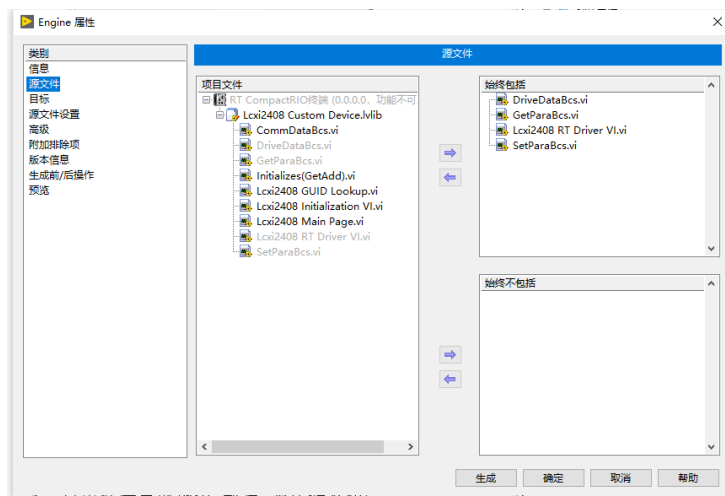 Engine 属性
类别
信息
源文件
目标
源文件设置
高级
附加排除项
版本信息
生成前/后操作
预览
源文件
项目文件
RT CompactRIO终端 (0.0.0.0, 功能不可
Lcxi2408 Custom Device.lvlib
CommDataBcs.vi
DriveDataBcs.vi
GetParaBcs.vi
Initializes(GetAdd).vi
Lcxi2408 GUID Lookup.vi
Lcxi2408 Initialization VI.vi
Lcxi2408 Main Page.vi
Lcxi2408 RT Driver VI.vi
SetParaBcs.vi
始终包括
DriveDataBcs.vi
GetParaBcs.vi
Lcxi2408 RT Driver VI.vi
SetParaBcs.vi
始终不包括
生成 确定 取消 帮助